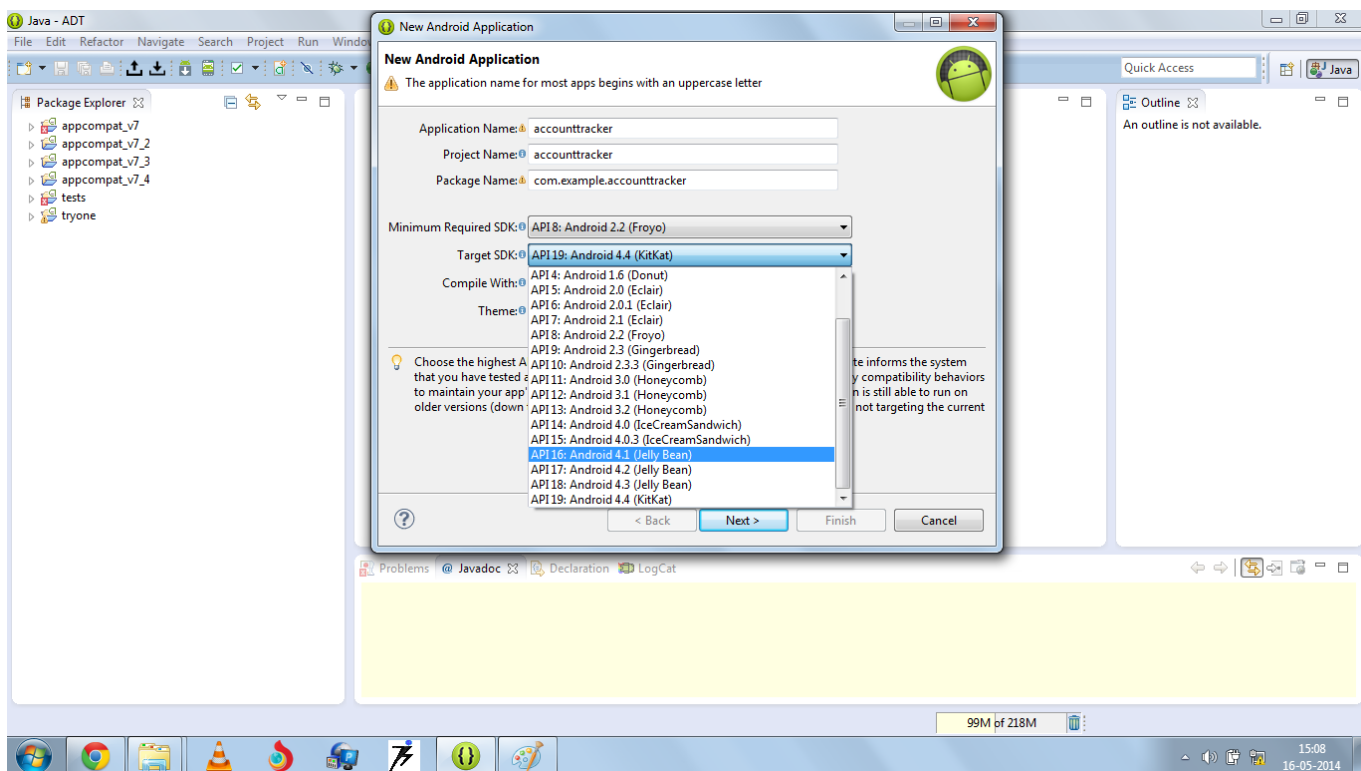 Java - ADT
File Edit Refactor Navigate Search Project Run Windo
Quick Access
Java
Package Explorer
appcompat_v7
appcompat_v7_2
appcompat_v7_3
appcompat_v7_4
tests
tryone
New Android Application
New Android Application
The application name for most apps begins with an uppercase letter
Application Name: accounttracker
Project Name: accounttracker
Package Name: com.example.accounttracker
Minimum Required SDK: API 8: Android 2.2 (Froyo)
Target SDK: API 19: Android 4.4 (KitKat)
Compile With:
Theme:
API 4: Android 1.6 (Donut)
API 5: Android 2.0 (Eclair)
API 6: Android 2.0.1 (Eclair)
API 7: Android 2.1 (Eclair)
API 8: Android 2.2 (Froyo)
API 9: Android 2.3 (Gingerbread)
API 10: Android 2.3.3 (Gingerbread)
API 11: Android 3.0 (Honeycomb)
API 12: Android 3.1 (Honeycomb)
API 13: Android 3.2 (Honeycomb)
API 14: Android 4.0 (IceCreamSandwich)
API 15: Android 4.0.3 (IceCreamSandwich)
API 16: Android 4.1 (Jelly Bean)
API 17: Android 4.2 (Jelly Bean)
API 18: Android 4.3 (Jelly Bean)
API 19: Android 4.4 (KitKat)
Choose the highest A te informs the system
that you have tested a y compatibility behaviors
to maintain your app' n is still able to run on
older versions (down not targeting the current
< Back Next > Finish Cancel
Outline
An outline is not available.
Problems @ Javadoc Declaration LogCat
99M of 218M
15:08
16-05-2014